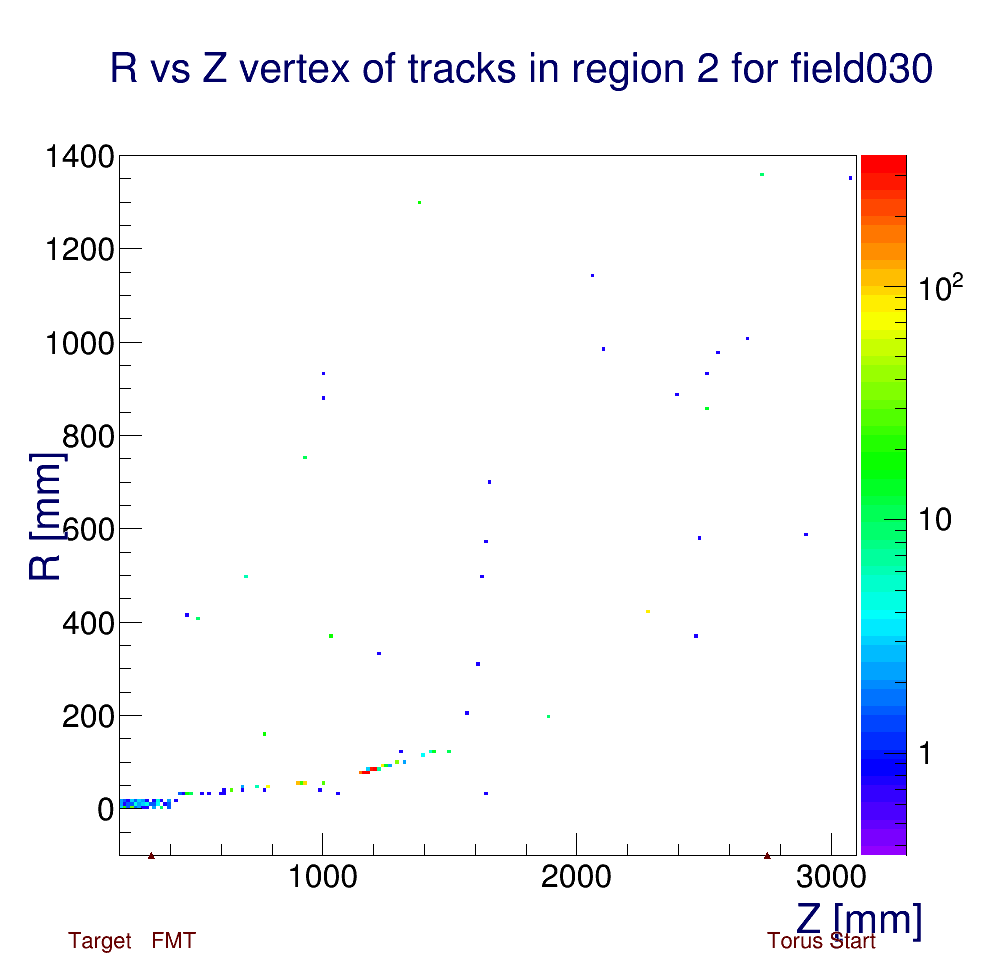 R vs Z vertex of tracks in region 2 for field030
1400
1200
1000
800
600
400
200
0
R [mm]
10²
10
1
1000 2000 3000
Z [mm]
Target FMT Torus Start